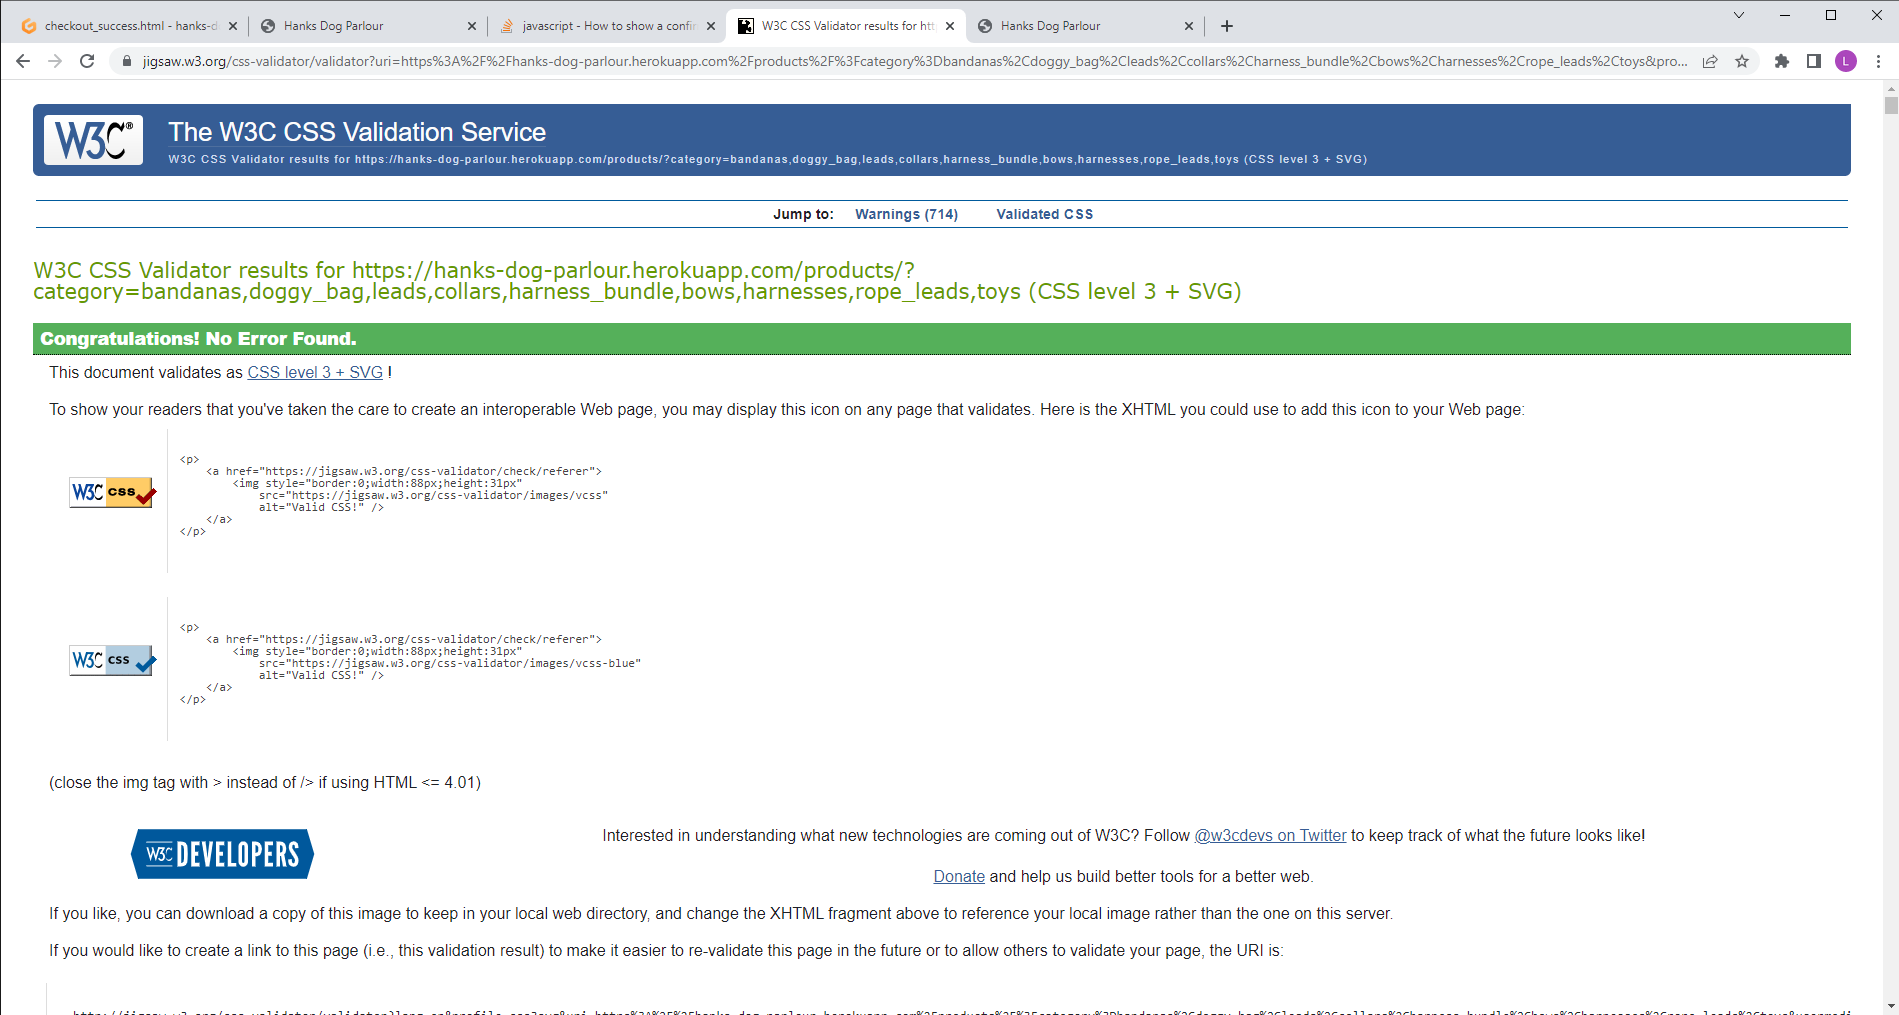 checkout_success.html - hanks-d
Hanks Dog Parlour
javascript - How to show a confir
W3C CSS Validator results for htt
Hanks Dog Parlour
jigsaw.w3.org/css-validator/validator?uri=https%3A%2F%2Fhanks-dog-parlour.herokuapp.com%2Fproducts%2F%3Fcategory%3Dbandanas%2Cdoggy_bag%2Cleads%2Ccollars%2Charness_bundle%2Cbows%2Charnesses%2Crope_leads%2Ctoys&pro...
L
W3C®
The W3C CSS Validation Service
W3C CSS Validator results for https://hanks-dog-parlour.herokuapp.com/products/?category=bandanas,doggy_bag,leads,collars,harness_bundle,bows,harnesses,rope_leads,toys (CSS level 3 + SVG)
Jump to: Warnings (714) Validated CSS
W3C CSS Validator results for https://hanks-dog-parlour.herokuapp.com/products/?
category=bandanas,doggy_bag,leads,collars,harness_bundle,bows,harnesses,rope_leads,toys (CSS level 3 + SVG)
Congratulations! No Error Found.
This document validates as CSS level 3 + SVG !
To show your readers that you've taken the care to create an interoperable Web page, you may display this icon on any page that validates. Here is the XHTML you could use to add this icon to your Web page:
<p>
<a href="https://jigsaw.w3.org/css-validator/check/referer">
<img style="border:0;width:88px;height:31px"
W3C CSS
src="https://jigsaw.w3.org/css-validator/images/vcss"
alt="Valid CSS!" />
</a>
</p>
<p>
<a href="https://jigsaw.w3.org/css-validator/check/referer">
<img style="border:0;width:88px;height:31px"
W3C CSS
src="https://jigsaw.w3.org/css-validator/images/vcss-blue"
alt="Valid CSS!" />
</a>
</p>
(close the img tag with > instead of /> if using HTML <= 4.01)
W3C DEVELOPERS
Interested in understanding what new technologies are coming out of W3C? Follow @w3cdevs on Twitter to keep track of what the future looks like!
Donate and help us build better tools for a better web.
If you like, you can download a copy of this image to keep in your local web directory, and change the XHTML fragment above to reference your local image rather than the one on this server.
If you would like to create a link to this page (i.e., this validation result) to make it easier to re-validate this page in the future or to allow others to validate your page, the URI is: